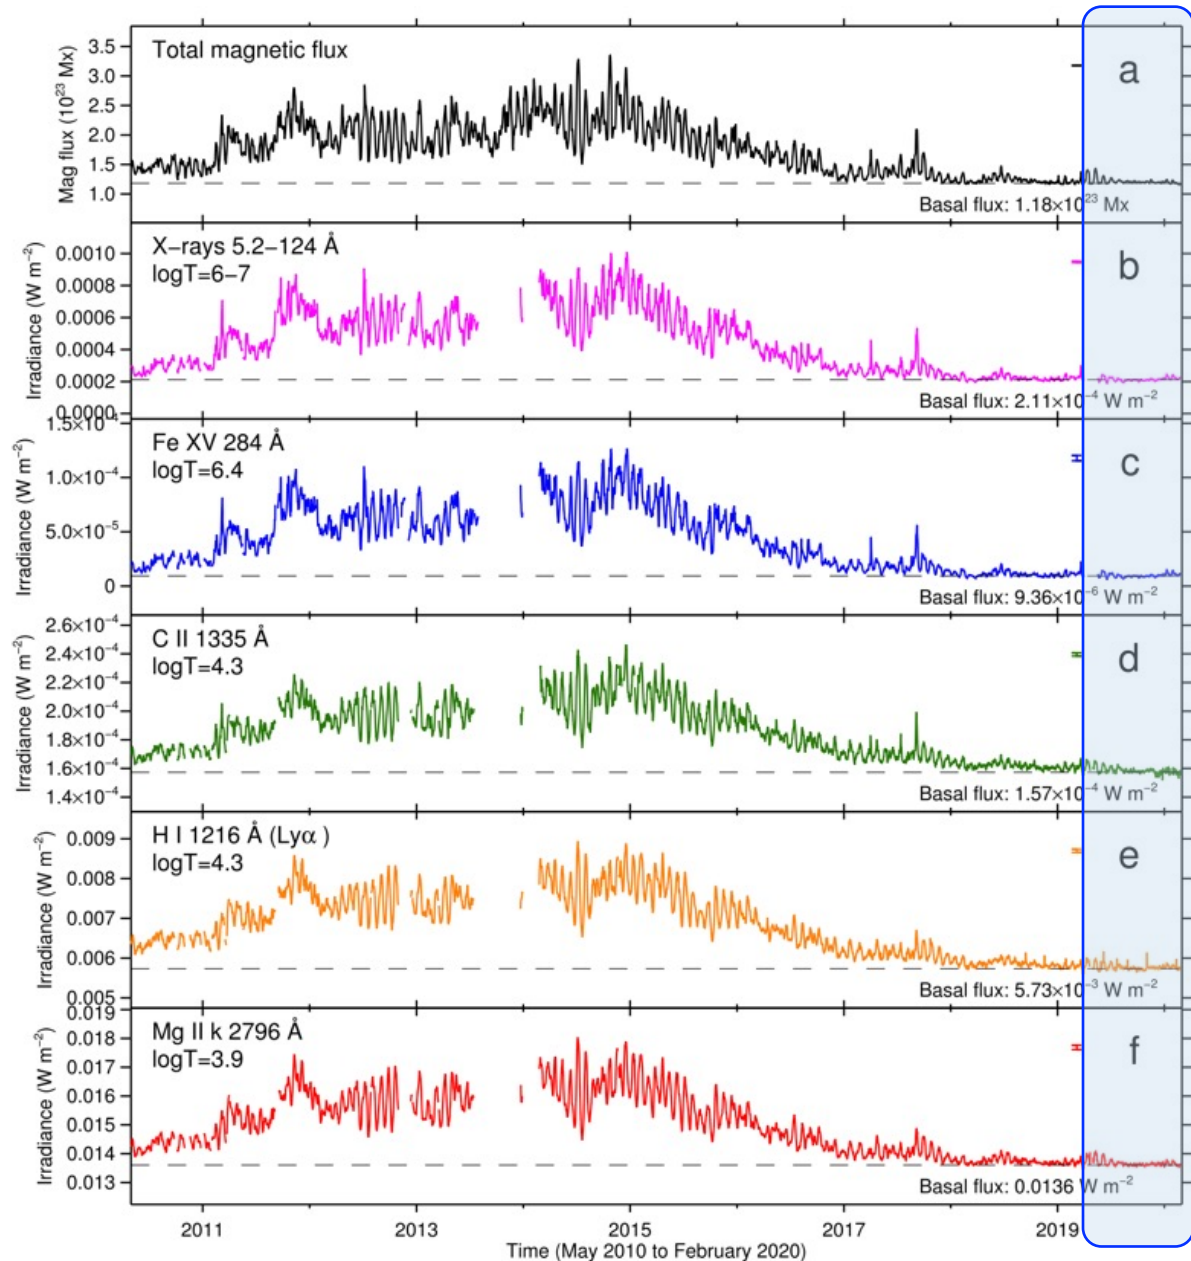 Total magnetic flux
a
Mag flux (10²³ Mx)
3.5
3.0
2.5
2.0
1.5
1.0
Basal flux: 1.18×10²³ Mx
X−rays 5.2−124 Å
logT=6−7
b
Irradiance (W m⁻²)
0.0010
0.0008
0.0006
0.0004
0.0002
0.0000
Basal flux: 2.11×10⁻⁴ W m⁻²
Fe XV 284 Å
logT=6.4
c
Irradiance (W m⁻²)
1.5×10⁻⁴
1.0×10⁻⁴
5.0×10⁻⁵
0
Basal flux: 9.36×10⁻⁶ W m⁻²
C II 1335 Å
logT=4.3
d
Irradiance (W m⁻²)
2.6×10⁻⁴
2.4×10⁻⁴
2.2×10⁻⁴
2.0×10⁻⁴
1.8×10⁻⁴
1.6×10⁻⁴
1.4×10⁻⁴
Basal flux: 1.57×10⁻⁴ W m⁻²
H I 1216 Å (Lyα )
logT=4.3
e
Irradiance (W m⁻²)
0.009
0.008
0.007
0.006
0.005
Basal flux: 5.73×10⁻³ W m⁻²
Mg II k 2796 Å
logT=3.9
f
Irradiance (W m⁻²)
0.019
0.018
0.017
0.016
0.015
0.014
0.013
Basal flux: 0.0136 W m⁻²
2011 2013 2015 2017 2019
Time (May 2010 to February 2020)